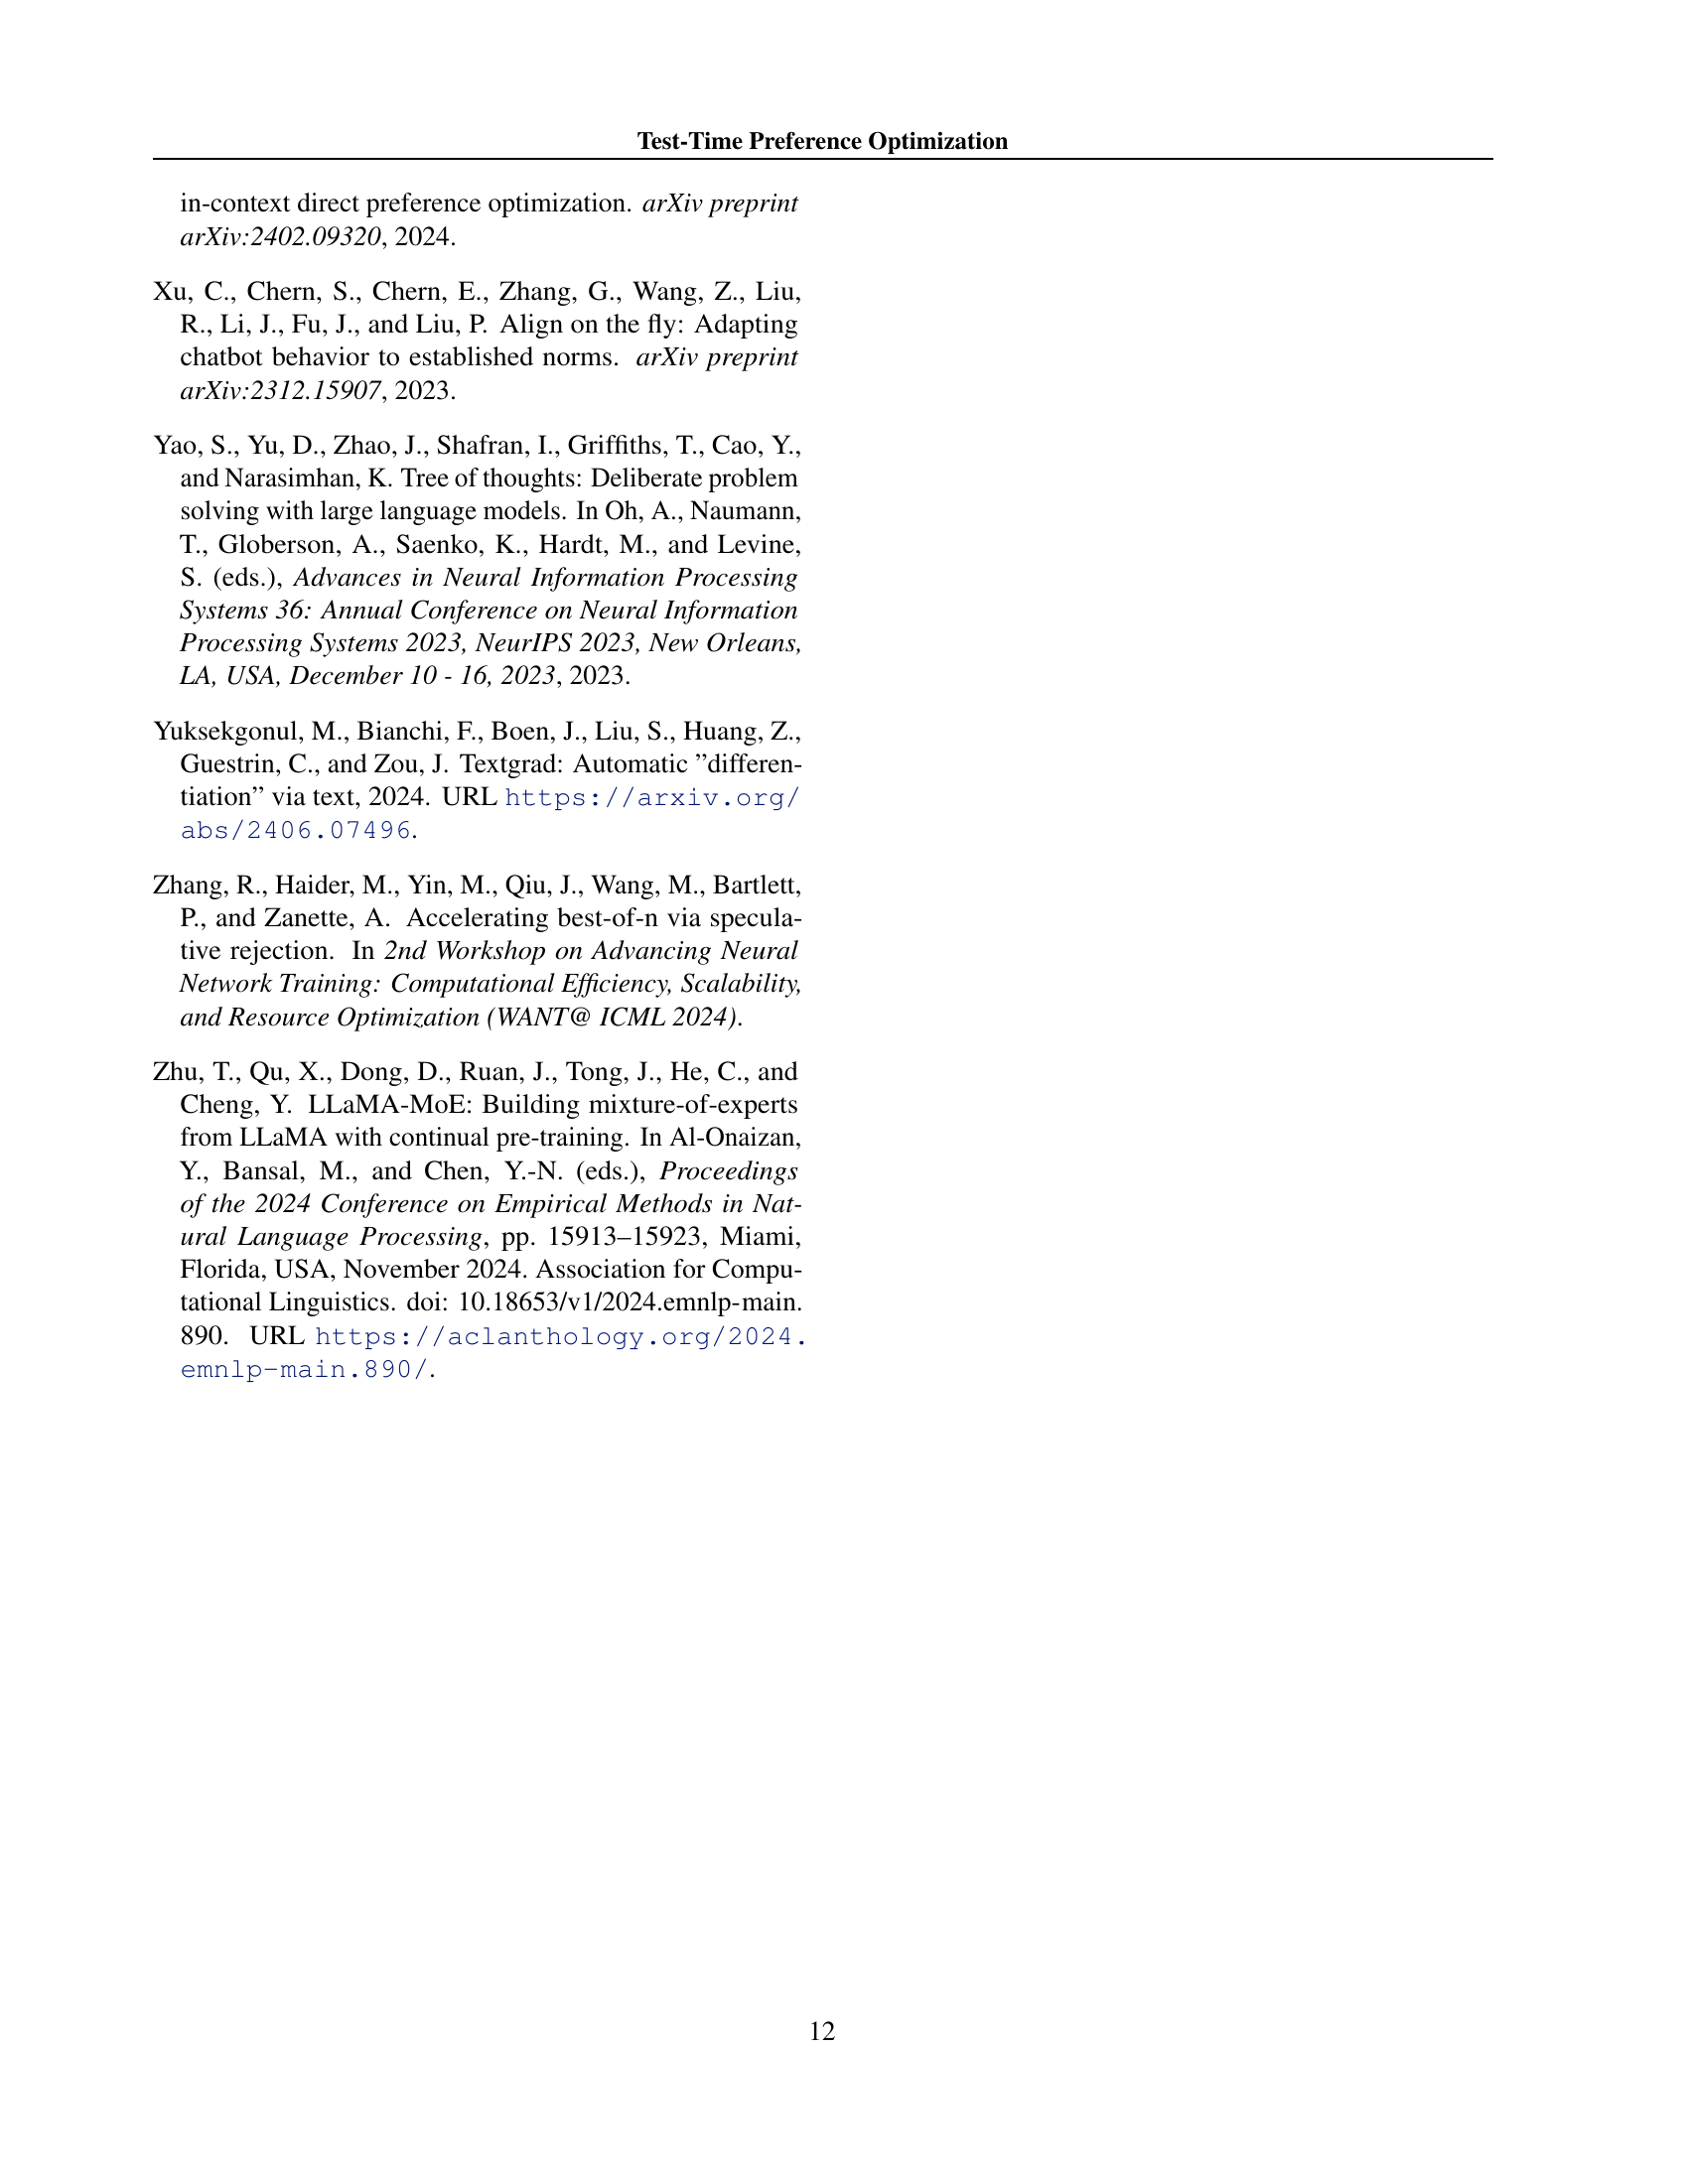 Test-Time Preference Optimization
in-context direct preference optimization. arXiv preprint
arXiv:2402.09320, 2024.
Xu, C., Chern, S., Chern, E., Zhang, G., Wang, Z., Liu,
R., Li, J., Fu, J., and Liu, P. Align on the fly: Adapting
chatbot behavior to established norms. arXiv preprint
arXiv:2312.15907, 2023.
Yao, S., Yu, D., Zhao, J., Shafran, I., Griffiths, T., Cao, Y.,
and Narasimhan, K. Tree of thoughts: Deliberate problem
solving with large language models. In Oh, A., Naumann,
T., Globerson, A., Saenko, K., Hardt, M., and Levine,
S. (eds.), Advances in Neural Information Processing
Systems 36: Annual Conference on Neural Information
Processing Systems 2023, NeurIPS 2023, New Orleans,
LA, USA, December 10 - 16, 2023, 2023.
Yuksekgonul, M., Bianchi, F., Boen, J., Liu, S., Huang, Z.,
Guestrin, C., and Zou, J. Textgrad: Automatic ”differen-
tiation” via text, 2024. URL https://arxiv.org/
abs/2406.07496.
Zhang, R., Haider, M., Yin, M., Qiu, J., Wang, M., Bartlett,
P., and Zanette, A. Accelerating best-of-n via specula-
tive rejection. In 2nd Workshop on Advancing Neural
Network Training: Computational Efficiency, Scalability,
and Resource Optimization (WANT@ ICML 2024).
Zhu, T., Qu, X., Dong, D., Ruan, J., Tong, J., He, C., and
Cheng, Y. LLaMA-MoE: Building mixture-of-experts
from LLaMA with continual pre-training. In Al-Onaizan,
Y., Bansal, M., and Chen, Y.-N. (eds.), Proceedings
of the 2024 Conference on Empirical Methods in Nat-
ural Language Processing, pp. 15913–15923, Miami,
Florida, USA, November 2024. Association for Compu-
tational Linguistics. doi: 10.18653/v1/2024.emnlp-main.
890. URL https://aclanthology.org/2024.
emnlp-main.890/.
12